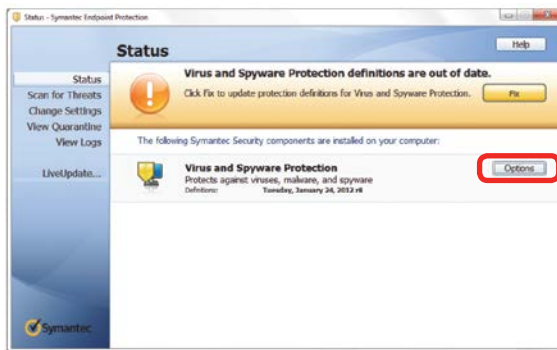 Status - Symantec Endpoint Protection
Status
Help
Status
Scan for Threats
Change Settings
View Quarantine
View Logs
LiveUpdate...
Virus and Spyware Protection definitions are out of date.
Click Fix to update protection definitions for Virus and Spyware Protection.
Fix
The following Symantec Security components are installed on your computer:
Virus and Spyware Protection
Protects against viruses, malware, and spyware
Definitions: Tuesday, January 24, 2012 r6
Options
Symantec